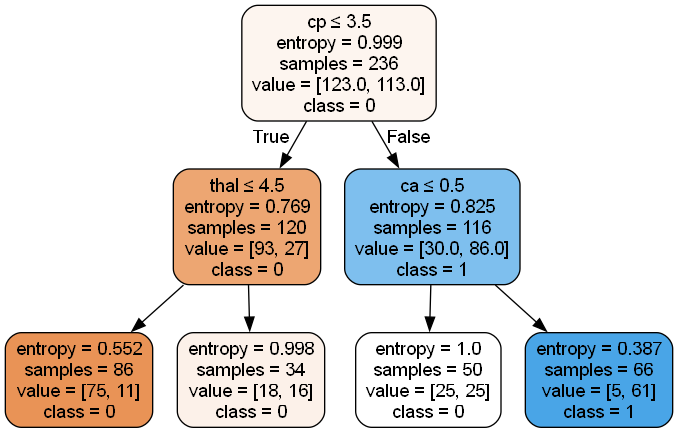 cp ≤ 3.5
entropy = 0.999
samples = 236
value = [123.0, 113.0]
class = 0
True
False
thal ≤ 4.5
entropy = 0.769
samples = 120
value = [93, 27]
class = 0
ca ≤ 0.5
entropy = 0.825
samples = 116
value = [30.0, 86.0]
class = 1
entropy = 0.552
samples = 86
value = [75, 11]
class = 0
entropy = 0.998
samples = 34
value = [18, 16]
class = 0
entropy = 1.0
samples = 50
value = [25, 25]
class = 0
entropy = 0.387
samples = 66
value = [5, 61]
class = 1